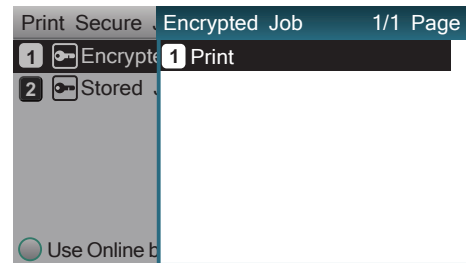 Print Secure
1 Encrypte
2 Stored
Use Online b
Encrypted Job 1/1 Page
1 Print